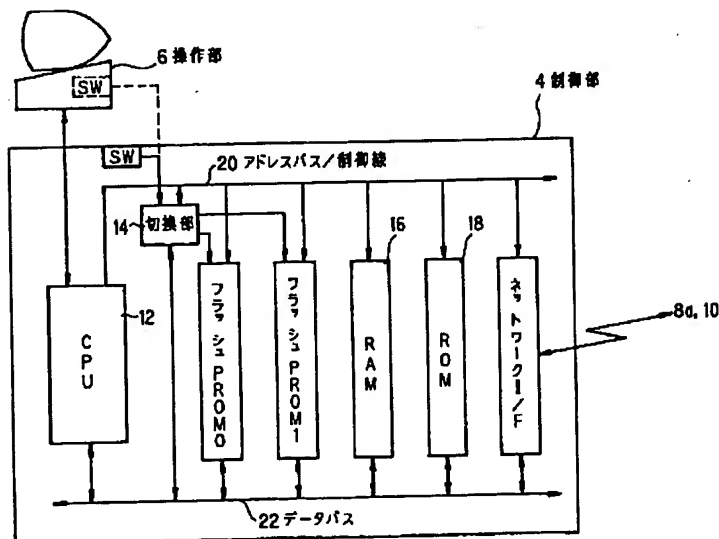 6 操作部
SW
4 制御部
SW
20 アドレスバス/制御線
14
切換部
16
18
12
CPU
フラッシュPROM0
フラッシュPROM1
RAM
ROM
ネットワークI/F
8a, 10
22 データバス